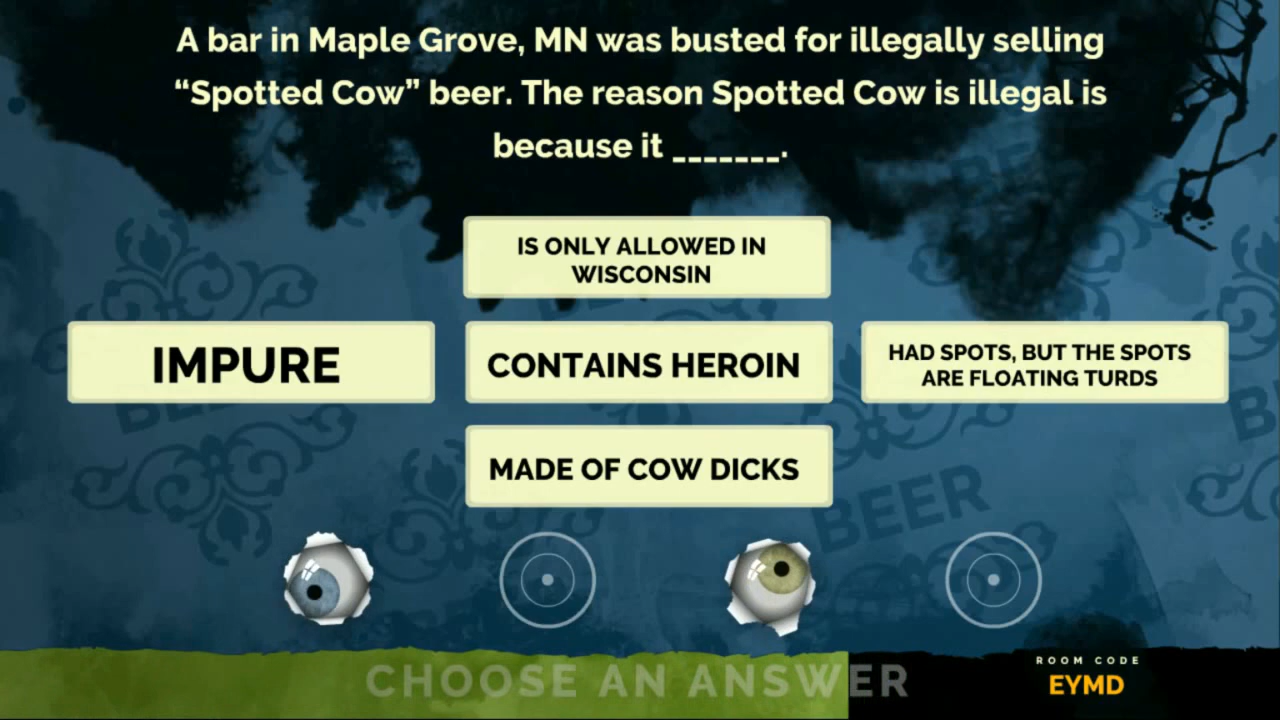 A bar in Maple Grove, MN was busted for illegally selling
“Spotted Cow” beer. The reason Spotted Cow is illegal is
because it _______.
IS ONLY ALLOWED IN
WISCONSIN
IMPURE
CONTAINS HEROIN
HAD SPOTS, BUT THE SPOTS
ARE FLOATING TURDS
MADE OF COW DICKS
BEER
CHOOSE AN ANSWER
ROOM CODE
EYMD